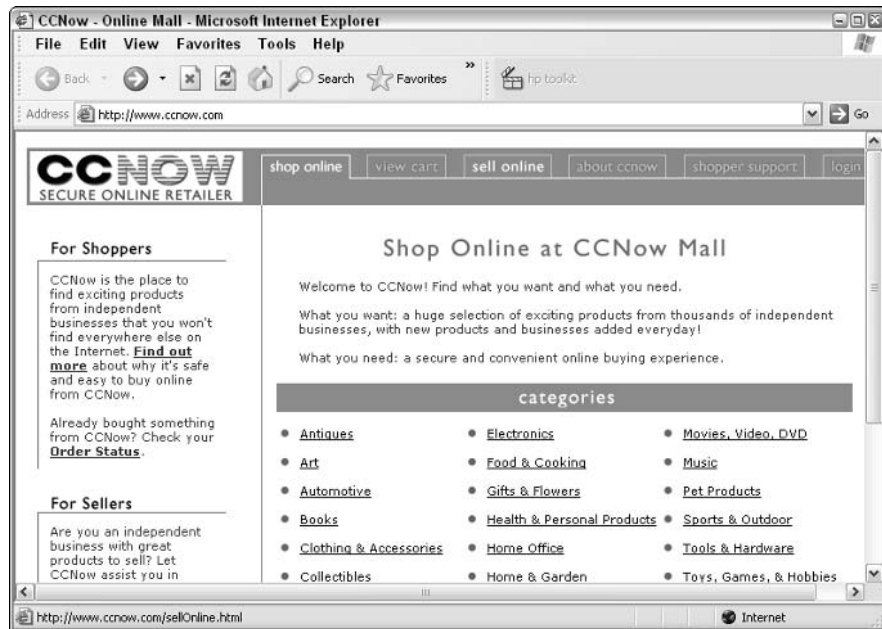 CCNow - Online Mall - Microsoft Internet Explorer
File Edit View Favorites Tools Help
Back Search Favorites » hp toolkit
Address http://www.ccnow.com Go
CCNOW
SECURE ONLINE RETAILER
shop online view cart sell online about ccnow shopper support login
For Shoppers
CCNow is the place to
find exciting products
from independent
businesses that you won't
find everywhere else on
the Internet. Find out
more about why it's safe
and easy to buy online
from CCNow.
Already bought something
from CCNow? Check your
Order Status.
For Sellers
Are you an independent
business with great
products to sell? Let
CCNow assist you in
Shop Online at CCNow Mall
Welcome to CCNow! Find what you want and what you need.
What you want: a huge selection of exciting products from thousands of independent
businesses, with new products and businesses added everyday!
What you need: a secure and convenient online buying experience.
categories
Antiques Electronics Movies, Video, DVD
Art Food & Cooking Music
Automotive Gifts & Flowers Pet Products
Books Health & Personal Products Sports & Outdoor
Clothing & Accessories Home Office Tools & Hardware
Collectibles Home & Garden Toys, Games, & Hobbies
http://www.ccnow.com/sellOnline.html Internet